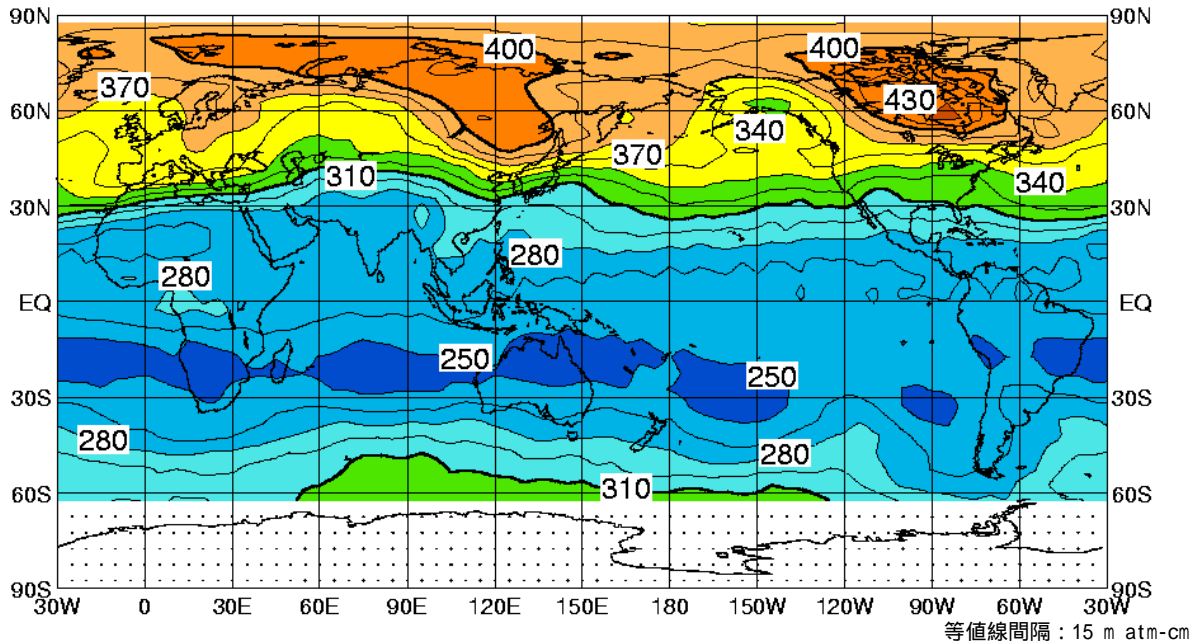 90N 90N
400 400
370
430
60N 60N
340
370
310 340
30N 30N
280 280
EQ EQ
250 250
30S 30S
280 280
310
60S 60S
90S 90S
30W 0 30E 60E 90E 120E 150E 180 150W 120W 90W 60W 30W
等値線間隔：15 m atm-cm